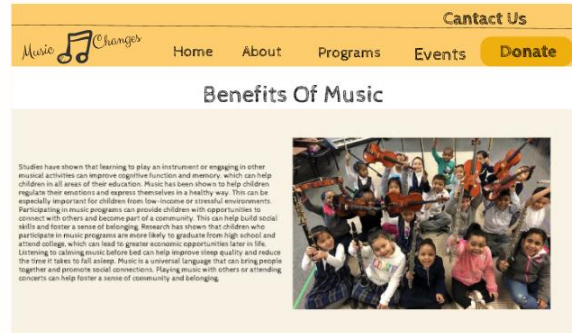 Cantact Us
Music Changes
Home About Programs Events Donate
Benefits Of Music
Studies have shown that learning to play an instrument or engaging in other
musical activities can improve cognitive function and memory, which can help
children in all areas of their education. Music has been shown to help children
regulate their emotions and express themselves in a healthy way. This can be
especially important for children from low-income or stressful environments.
Participating in music programs can provide children with opportunities to
connect with others and become part of a community. This can help build social
skills and foster a sense of belonging. Research has shown that children who
participate in music programs are more likely to graduate from high school and
attend college, which can lead to greater economic opportunities later in life.
Listening to calming music before bed can help improve sleep quality and reduce
the time it takes to fall asleep. Music is a universal language that can bring people
together and promote social connections. Playing music with others or attending
concerts can help foster a sense of community and belonging.